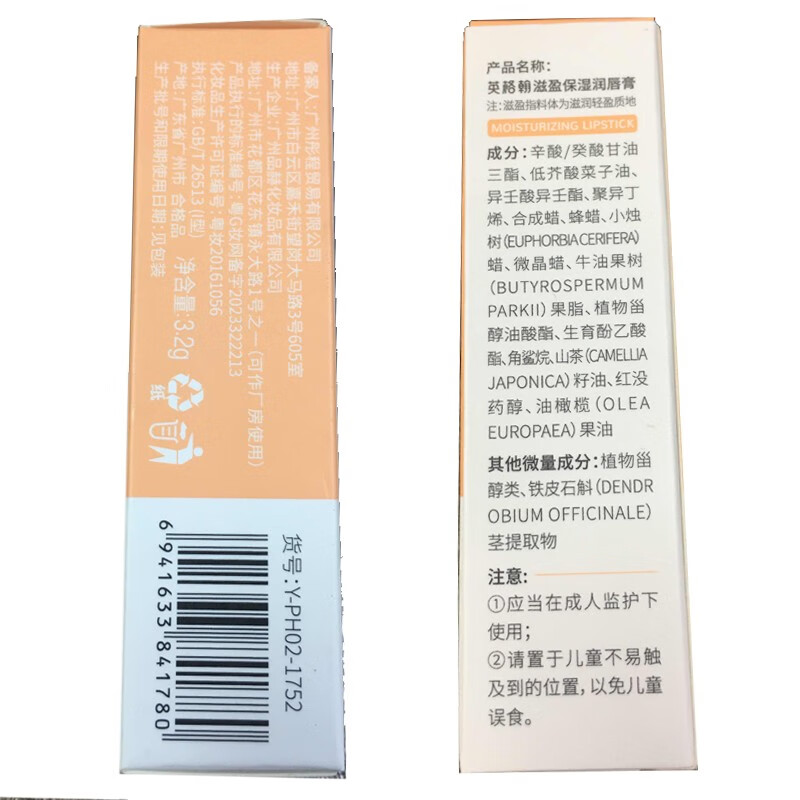 备案人:广州彤程贸易有限公司
地址:广州市白云区嘉禾街望岗大马路3号605室
生产企业:广州品赫化妆品有限公司
地址:广州市花都区花东镇永大路1号之一(可作厂房使用)
产品执行的标准编号:粤G妆网备字2023322213
化妆品生产许可证编号:粤妆20161056
执行标准:GB/T 26513 (I型)
产地:广东省广州市 合格品
生产批号和限期使用日期:见包装
净含量:3.2g
纸
货号:Y-PH02-1752
6 941633 841780
产品名称:
英蕗翰滋盈保湿润唇膏
注:滋盈指料体为滋润轻盈质地
MOISTURIZING LIPSTICK
成分:辛酸/癸酸甘油
三酯、低芥酸菜子油、
异壬酸异壬酯、聚异丁
烯、合成蜡、蜂蜡、小烛
树(EUPHORBIA CERIFERA)
蜡、微晶蜡、牛油果树
(BUTYROSPERMUM
PARKII)果脂、植物甾
醇油酸酯、生育酚乙酸
酯、角鲨烷、山茶(CAMELLIA
JAPONICA)籽油、红没
药醇、油橄榄(OLEA
EUROPAEA)果油
其他微量成分:植物甾
醇类、铁皮石斛(DENDR
OBIUM OFFICINALE)
茎提取物
注意:
①应当在成人监护下
使用;
②请置于儿童不易触
及到的位置,以免儿童
误食。